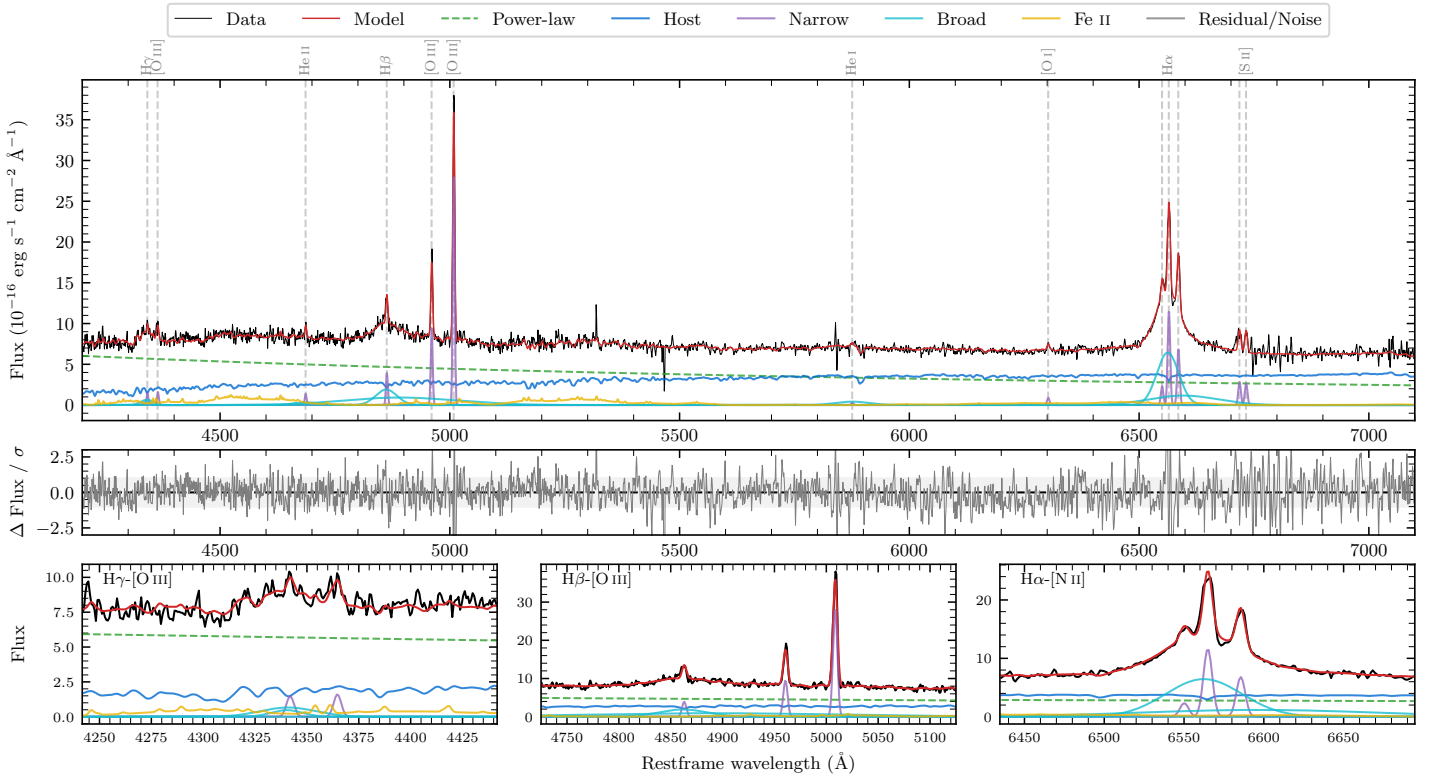 Data Model Power-law Host Narrow Broad Fe II Residual/Noise
Hγ [O III] He II Hβ [O III] [O III] He I [O I] Hα [S II]
Flux (10⁻¹⁶ erg s⁻¹ cm⁻² Å⁻¹)
35
30
25
20
15
10
5
0
4500 5000 5500 6000 6500 7000
Δ Flux / σ
2.5
0.0
−2.5
4500 5000 5500 6000 6500 7000
Hγ-[O III]
Flux
10.0
7.5
5.0
2.5
0.0
4250 4275 4300 4325 4350 4375 4400 4425
Hβ-[O III]
30
20
10
0
4750 4800 4850 4900 4950 5000 5050 5100
Hα-[N II]
20
10
0
6450 6500 6550 6600 6650
Restframe wavelength (Å)